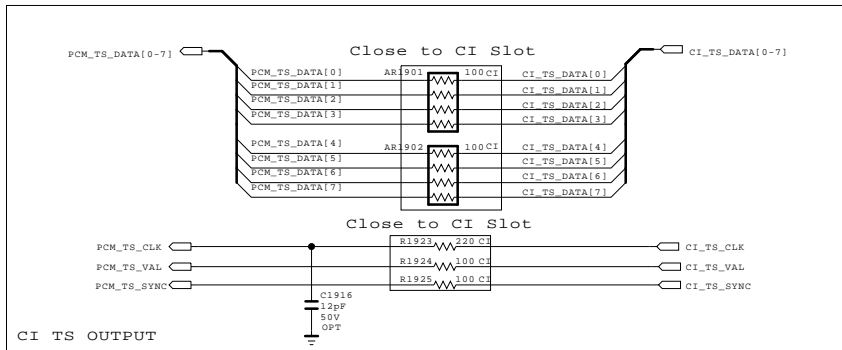 PCM_TS_DATA[0-7]
Close to CI Slot
CI_TS_DATA[0-7]
PCM_TS_DATA[0]
AR1901
100 CI
CI_TS_DATA[0]
PCM_TS_DATA[1]
CI_TS_DATA[1]
PCM_TS_DATA[2]
CI_TS_DATA[2]
PCM_TS_DATA[3]
CI_TS_DATA[3]
PCM_TS_DATA[4]
AR1902
100 CI
CI_TS_DATA[4]
PCM_TS_DATA[5]
CI_TS_DATA[5]
PCM_TS_DATA[6]
CI_TS_DATA[6]
PCM_TS_DATA[7]
CI_TS_DATA[7]
Close to CI Slot
PCM_TS_CLK
R1923
220 CI
CI_TS_CLK
PCM_TS_VAL
R1924
100 CI
CI_TS_VAL
PCM_TS_SYNC
R1925
100 CI
CI_TS_SYNC
C1916
12pF
50V
OPT
CI TS OUTPUT